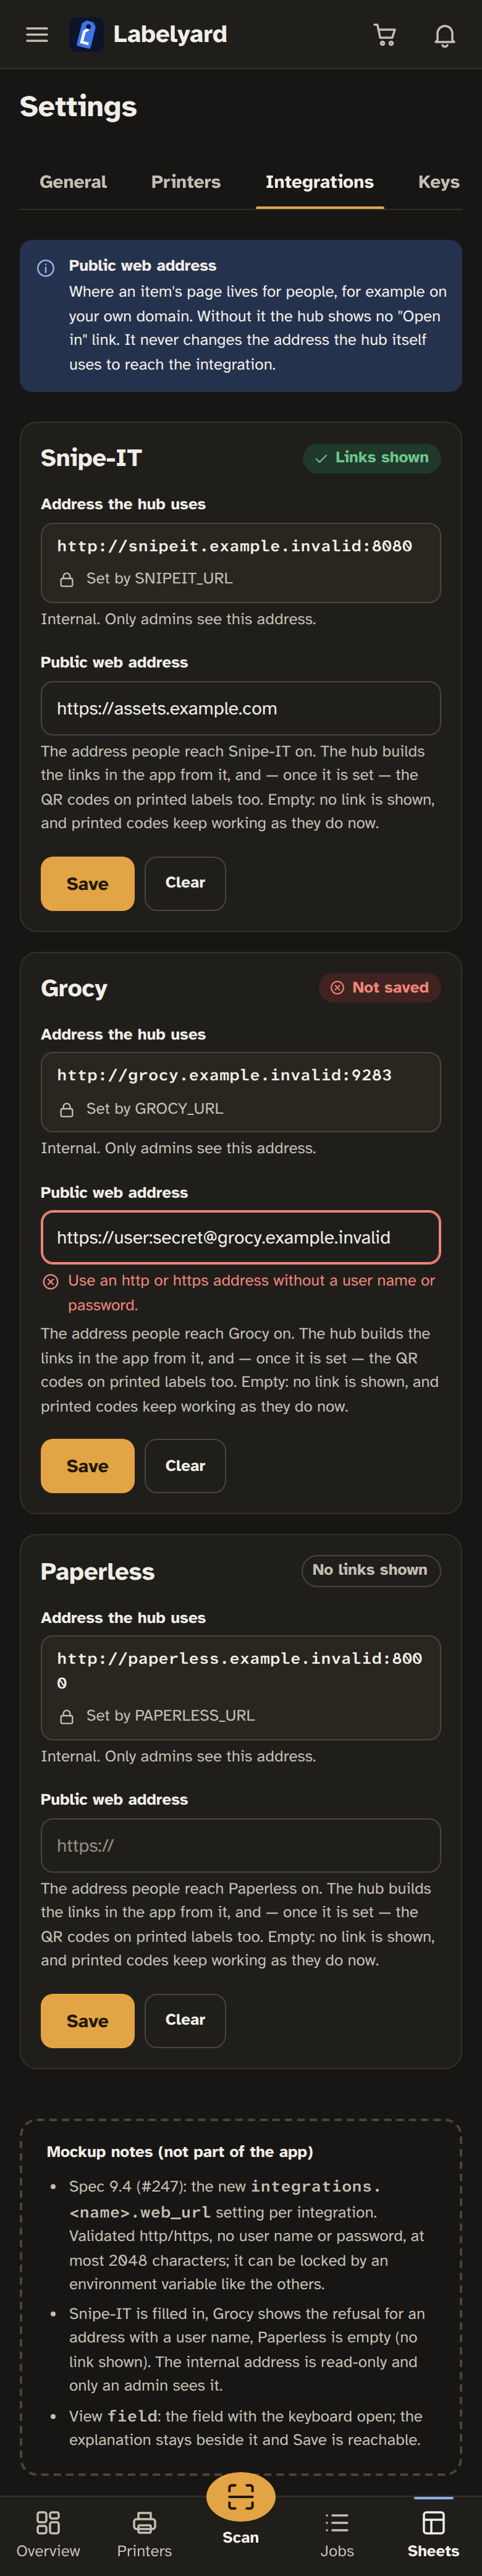 Labelyard
Settings
General
Printers
Integrations
Keys
Public web address
Where an item's page lives for people, for example on
your own domain. Without it the hub shows no "Open
in" link. It never changes the address the hub itself
uses to reach the integration.
Snipe-IT
Links shown
Address the hub uses
http://snipeit.example.invalid:8080
Set by SNIPEIT_URL
Internal. Only admins see this address.
Public web address
https://assets.example.com
The address people reach Snipe-IT on. The hub builds
the links in the app from it, and — once it is set — the
QR codes on printed labels too. Empty: no link is shown,
and printed codes keep working as they do now.
Save
Clear
Grocy
Not saved
Address the hub uses
http://grocy.example.invalid:9283
Set by GROCY_URL
Internal. Only admins see this address.
Public web address
https://user:secret@grocy.example.invalid
Use an http or https address without a user name or
password.
The address people reach Grocy on. The hub builds the
links in the app from it, and — once it is set — the QR
codes on printed labels too. Empty: no link is shown, and
printed codes keep working as they do now.
Save
Clear
Paperless
No links shown
Address the hub uses
http://paperless.example.invalid:800
0
Set by PAPERLESS_URL
Internal. Only admins see this address.
Public web address
https://
The address people reach Paperless on. The hub builds
the links in the app from it, and — once it is set — the
QR codes on printed labels too. Empty: no link is shown,
and printed codes keep working as they do now.
Save
Clear
Mockup notes (not part of the app)
• Spec 9.4 (#247): the new integrations.
<name>.web_url setting per integration.
Validated http/https, no user name or password, at
most 2048 characters; it can be locked by an
environment variable like the others.
• Snipe-IT is filled in, Grocy shows the refusal for an
address with a user name, Paperless is empty (no
link shown). The internal address is read-only and
only an admin sees it.
• View field: the field with the keyboard open; the
explanation stays beside it and Save is reachable.
Overview
Printers
Scan
Jobs
Sheets